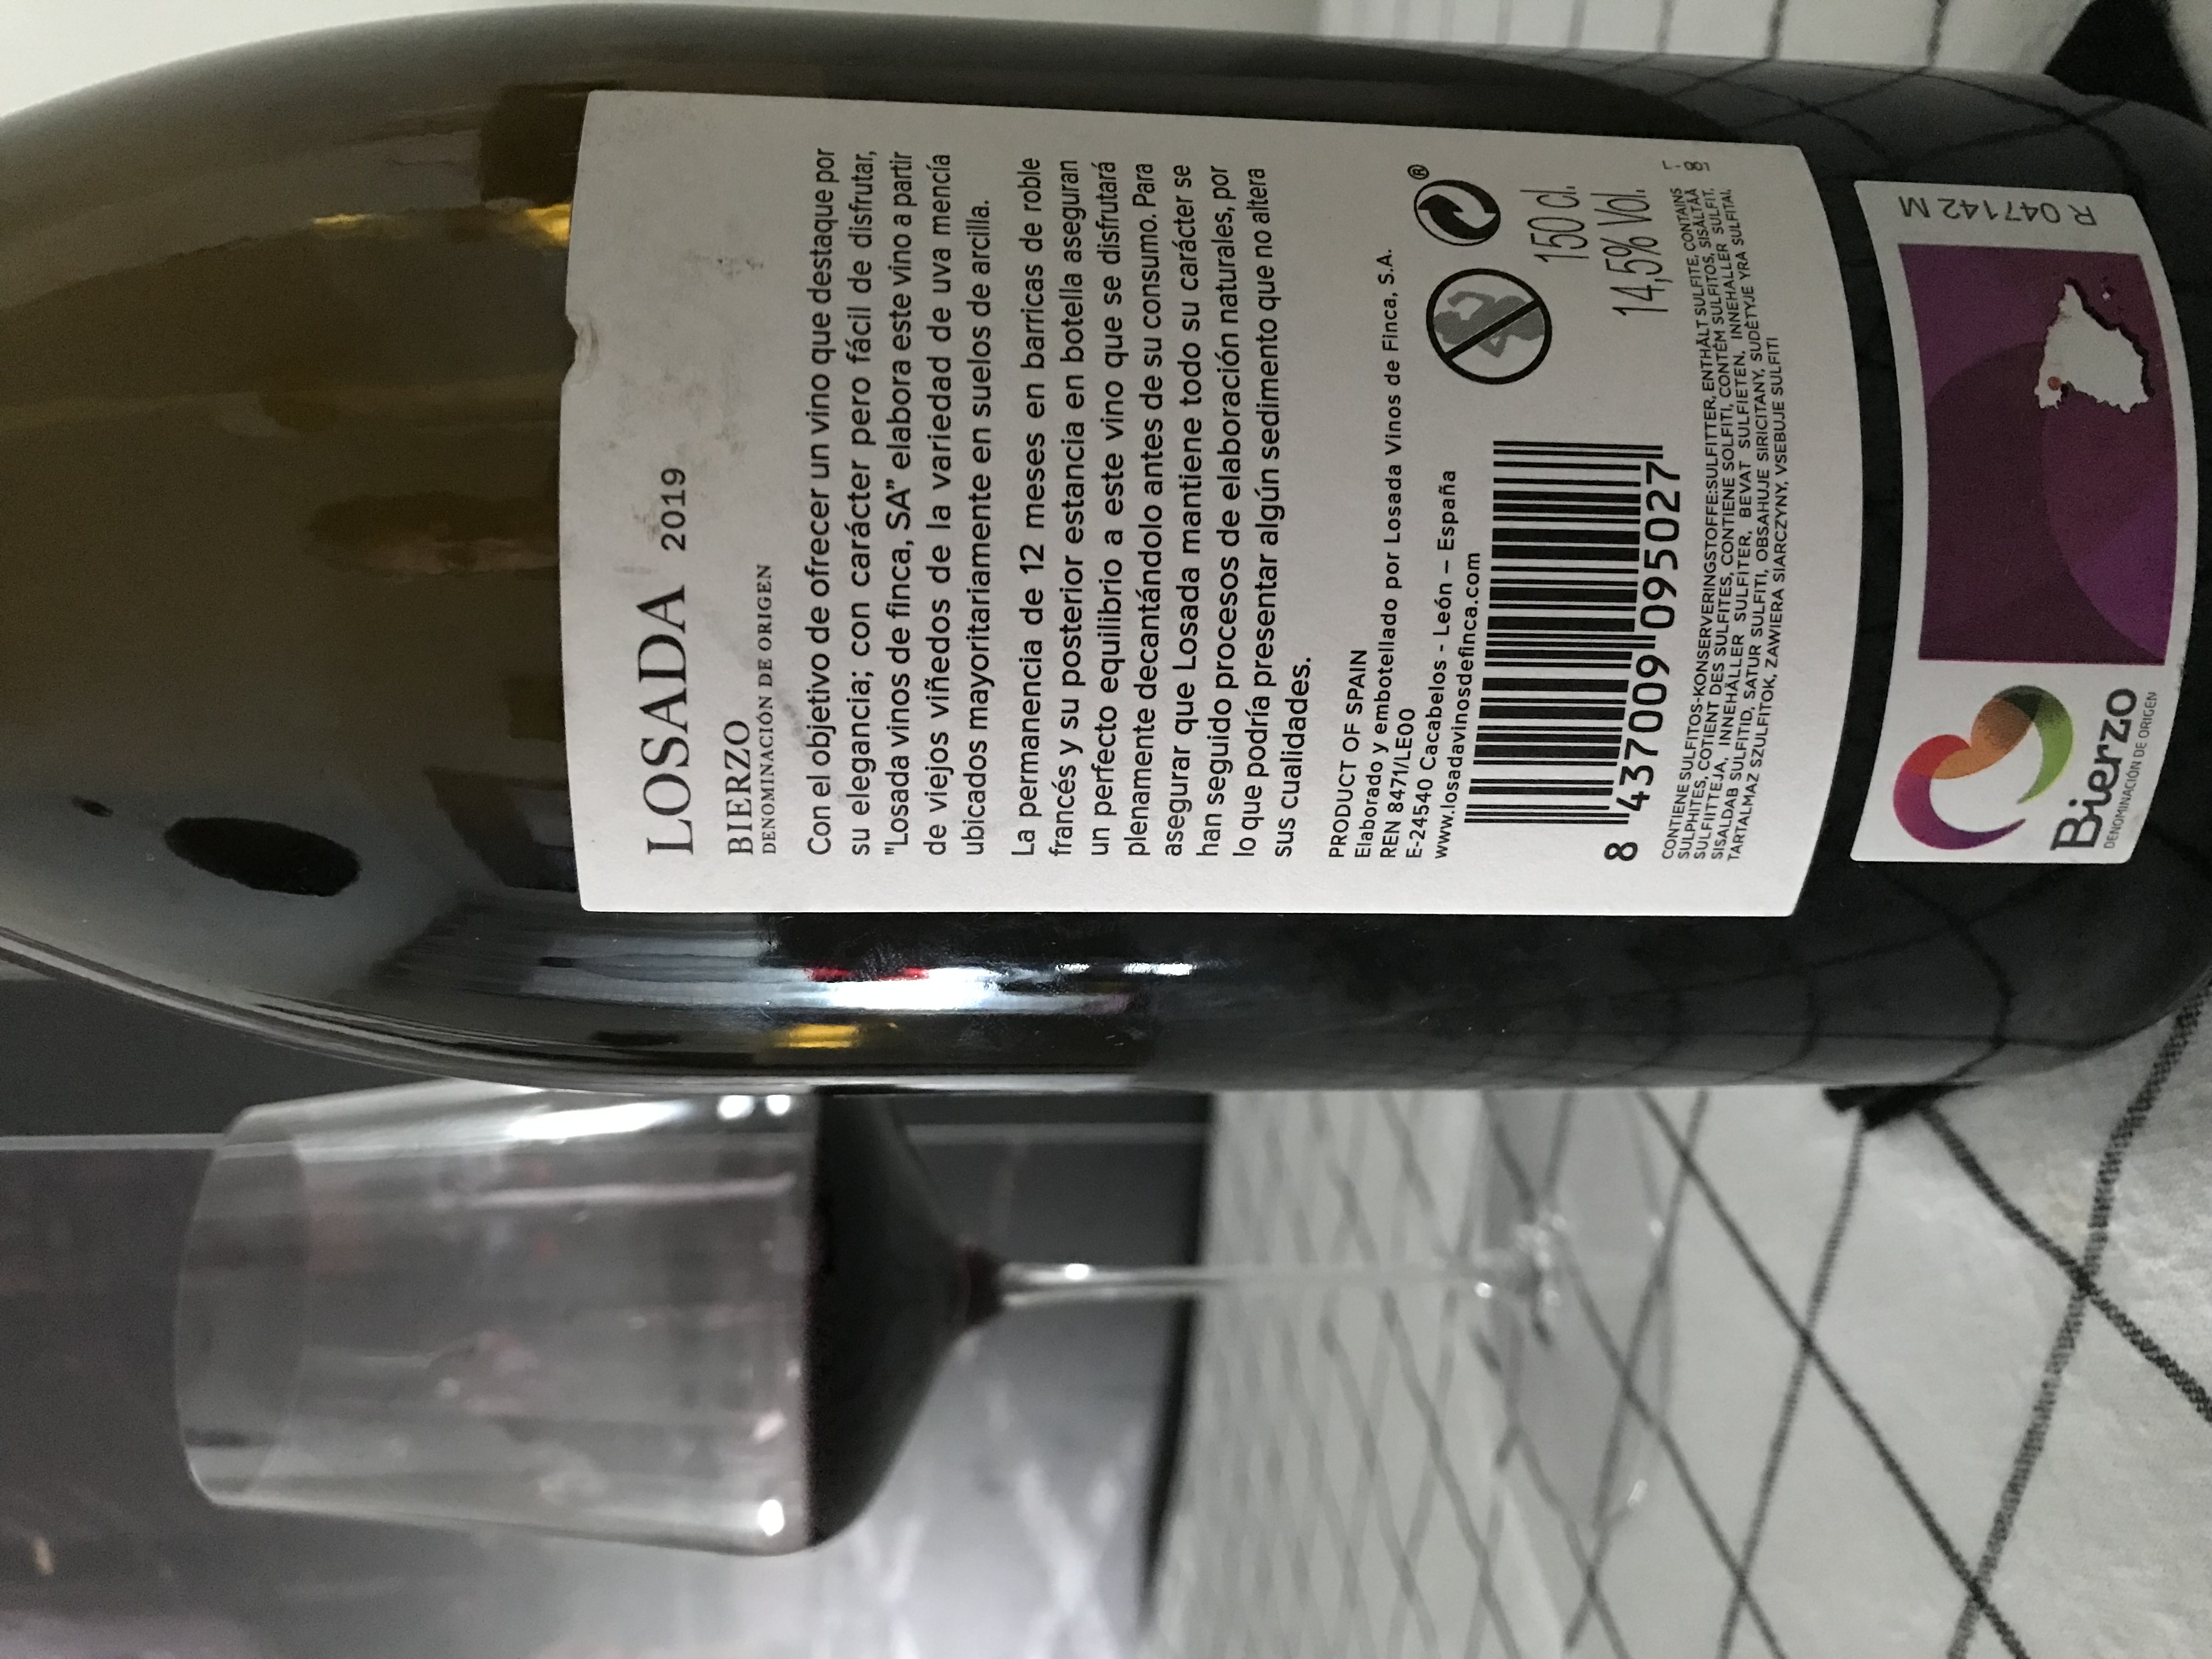 LOSADA 2019
BIERZO
DENOMINACIÓN DE ORIGEN
Con el objetivo de ofrecer un vino que destaque por
su elegancia; con carácter pero fácil de disfrutar,
"Losada vinos de finca, SA” elabora este vino a partir
de viejos viñedos de la variedad de uva mencía
ubicados mayoritariamente en suelos de arcilla.
La permanencia de 12 meses en barricas de roble
francés y su posterior estancia en botella aseguran
un perfecto equilibrio a este vino que se disfrutará
plenamente decantándolo antes de su consumo. Para
asegurar que Losada mantiene todo su carácter se
han seguido procesos de elaboración naturales, por
lo que podría presentar algún sedimento que no altera
sus cualidades.
PRODUCT OF SPAIN
Elaborado y embotellado por Losada Vinos de Finca, S.A.
REN 8471/LE00
E-24540 Cacabelos - León – España
www.losadavinosdefinca.com
®
150 cl.
14,5% Vol.
8 437009 095027
CONTIENE SULFITOS-KONSERVERINGSTOFFE:SULFITTER, ENTHÄLT SULFITE, CONTAINS
SULPHITES, COTIENT DES SULFITES, CONTIENE SOLFITI, CONTÉM SULFITOS, SISÄLTÄÄ
SULFIITTEJA, INNEHÅLLER SULFITER, BEVAT SULFIETEN, INNEHALLER SULFIT,
SISALDAB SULFITID, SATUR SULFITI, OBSAHUJE SIRICITANY, SUDĖTYJE YRA SULFITAI,
TARTALMAZ SZULFITOK, ZAWIERA SIARCZYNY, VSEBUJE SULFITI
R 047142 M
Bierzo
DENOMINACIÓN DE ORIGEN